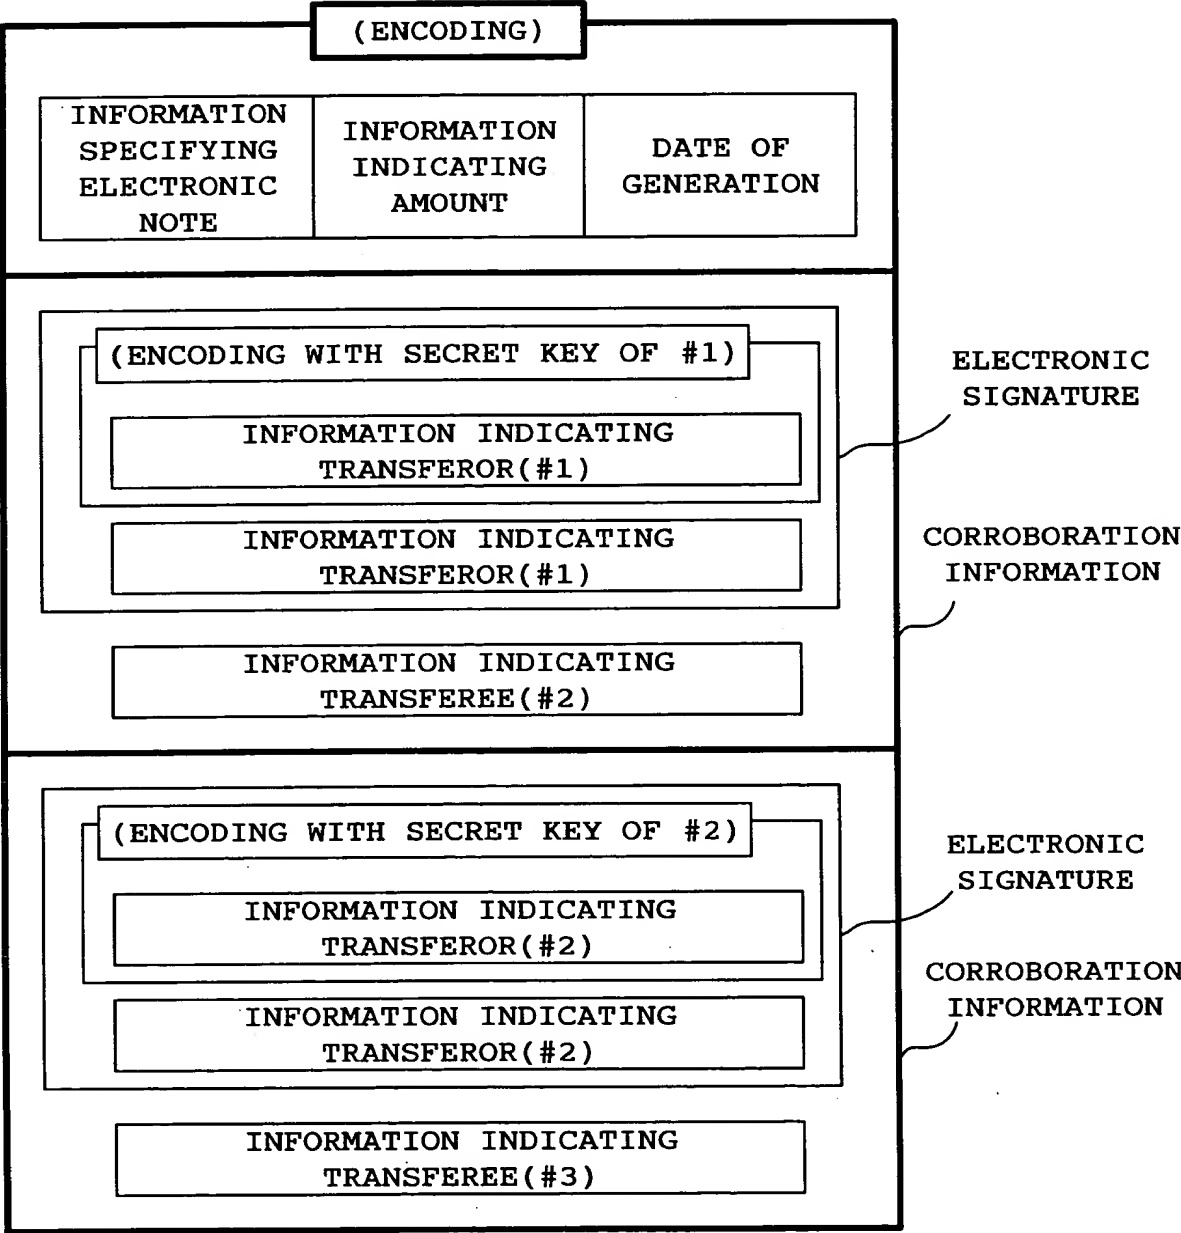 (ENCODING)
INFORMATION
SPECIFYING
ELECTRONIC
NOTE
INFORMATION
INDICATING
AMOUNT
DATE OF
GENERATION
(ENCODING WITH SECRET KEY OF #1)
INFORMATION INDICATING
TRANSFEROR(#1)
INFORMATION INDICATING
TRANSFEROR(#1)
ELECTRONIC
SIGNATURE
INFORMATION INDICATING
TRANSFEREE(#2)
CORROBORATION
INFORMATION
(ENCODING WITH SECRET KEY OF #2)
INFORMATION INDICATING
TRANSFEROR(#2)
INFORMATION INDICATING
TRANSFEROR(#2)
ELECTRONIC
SIGNATURE
INFORMATION INDICATING
TRANSFEREE(#3)
CORROBORATION
INFORMATION